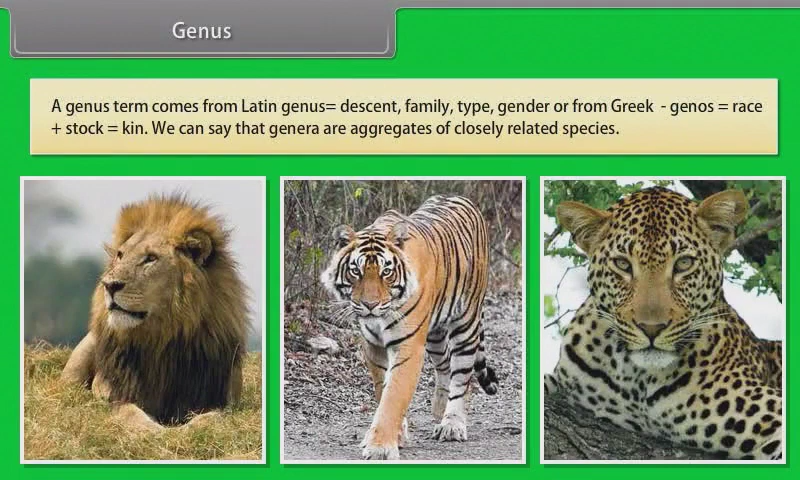 Genus
A genus term comes from Latin genus= descent, family, type, gender or from Greek - genos = race
+ stock = kin. We can say that genera are aggregates of closely related species.